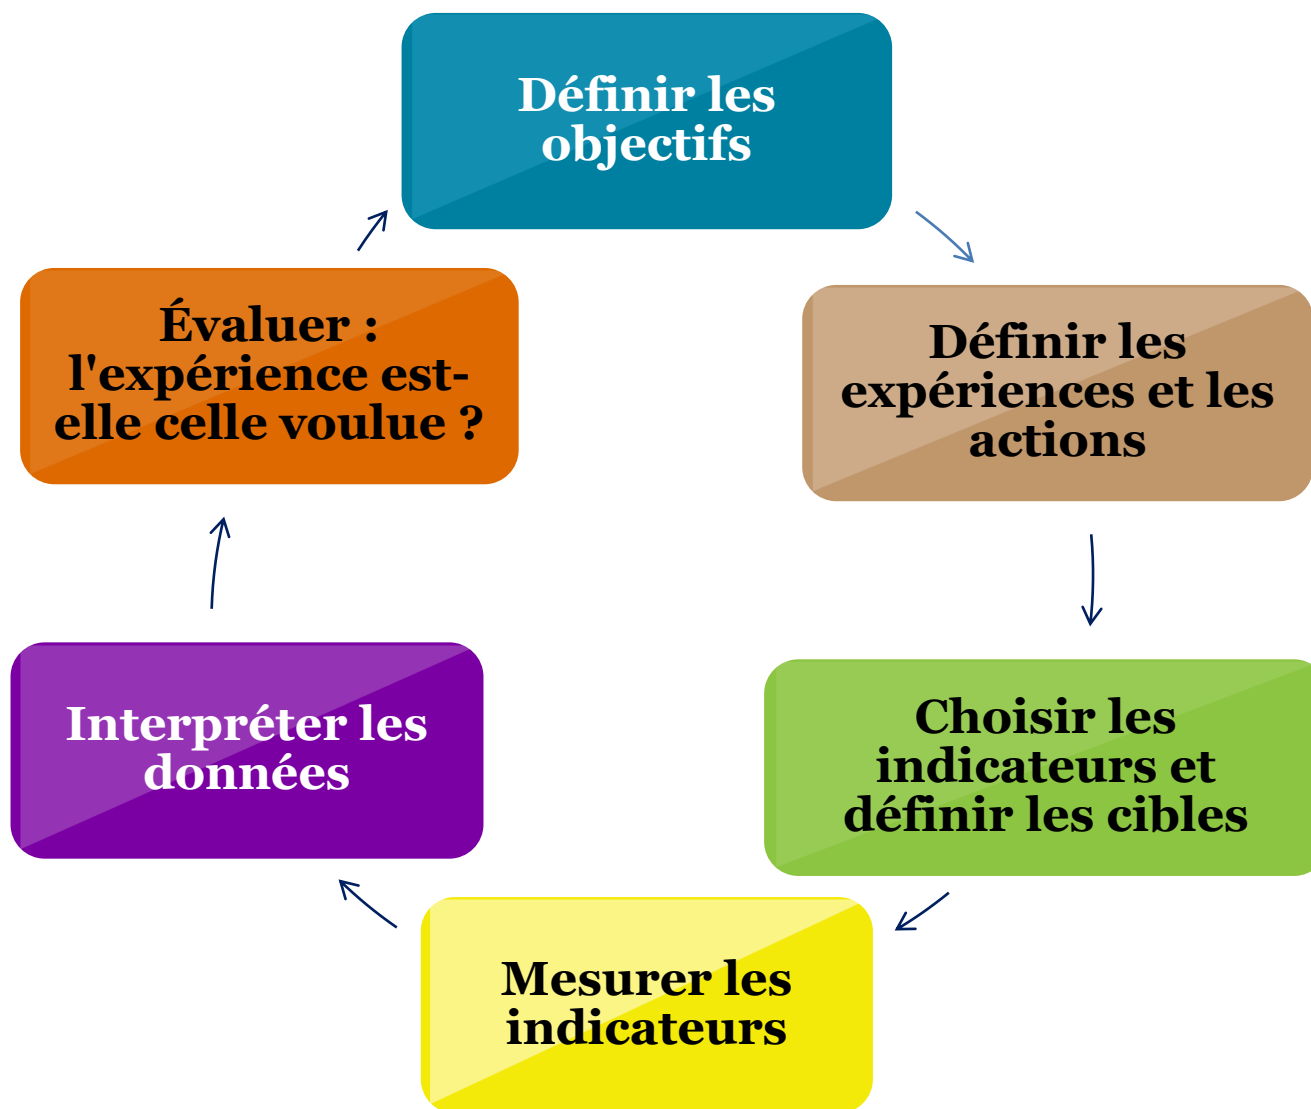 Définir les
objectifs
Définir les
expériences et les
actions
Choisir les
indicateurs et
définir les cibles
Mesurer les
indicateurs
Interpréter les
données
Évaluer :
l'expérience est-
elle celle voulue ?